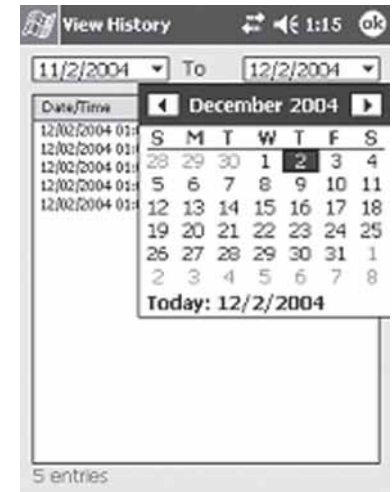 View History 1:15 ok
11/2/2004 To 12/2/2004
Date/Time
12/02/2004 01:
12/02/2004 01:
12/02/2004 01:
12/02/2004 01:
12/02/2004 01:
December 2004
S M T W T F S
28 29 30 1 2 3 4
5 6 7 8 9 10 11
12 13 14 15 16 17 18
19 20 21 22 23 24 25
26 27 28 29 30 31 1
2 3 4 5 6 7 8
Today: 12/2/2004
5 entries